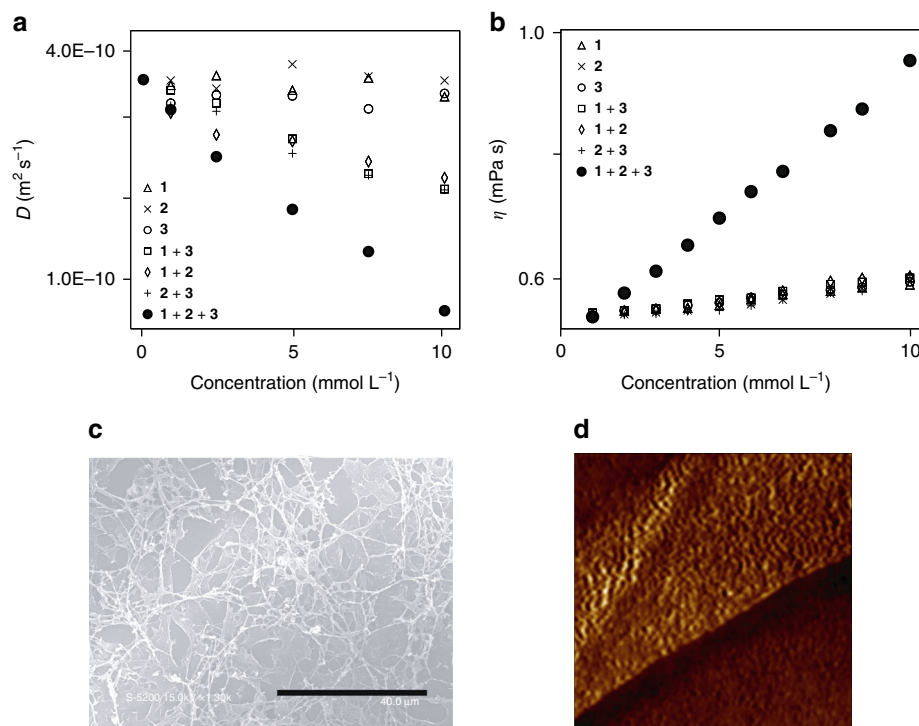 a
4.0E–10
1.0E–10
D (m² s⁻¹)
1
2
3
1 + 3
1 + 2
2 + 3
1 + 2 + 3
0
5
10
Concentration (mmol L⁻¹)
b
1.0
0.6
η (mPa s)
1
2
3
1 + 3
1 + 2
2 + 3
1 + 2 + 3
0
5
10
Concentration (mmol L⁻¹)
c
S-5200 15.0kV ×1.30k
40.0 μm
d